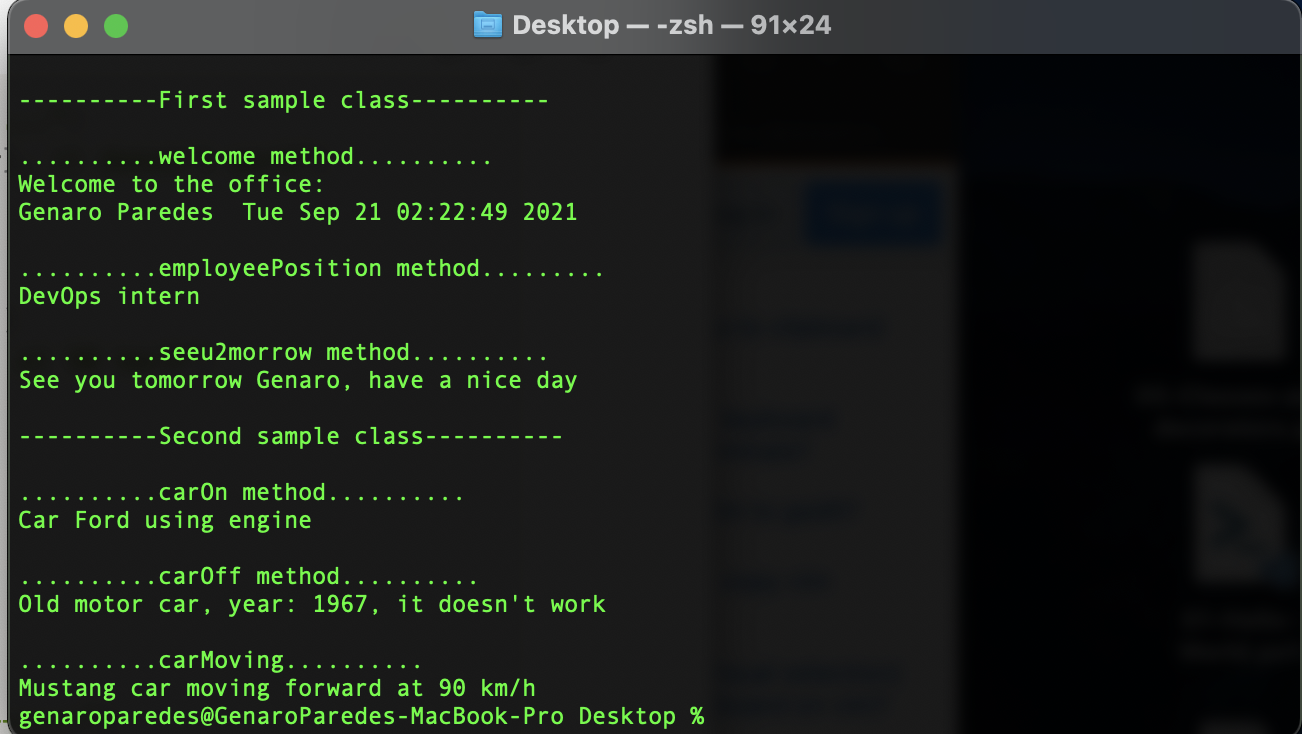 Desktop — -zsh — 91×24
----------First sample class----------
..........welcome method..........
Welcome to the office:
Genaro Paredes  Tue Sep 21 02:22:49 2021
..........employeePosition method.........
DevOps intern
..........seeu2morrow method..........
See you tomorrow Genaro, have a nice day
----------Second sample class----------
..........carOn method..........
Car Ford using engine
..........carOff method..........
Old motor car, year: 1967, it doesn't work
..........carMoving..........
Mustang car moving forward at 90 km/h
genaroparedes@GenaroParedes-MacBook-Pro Desktop %